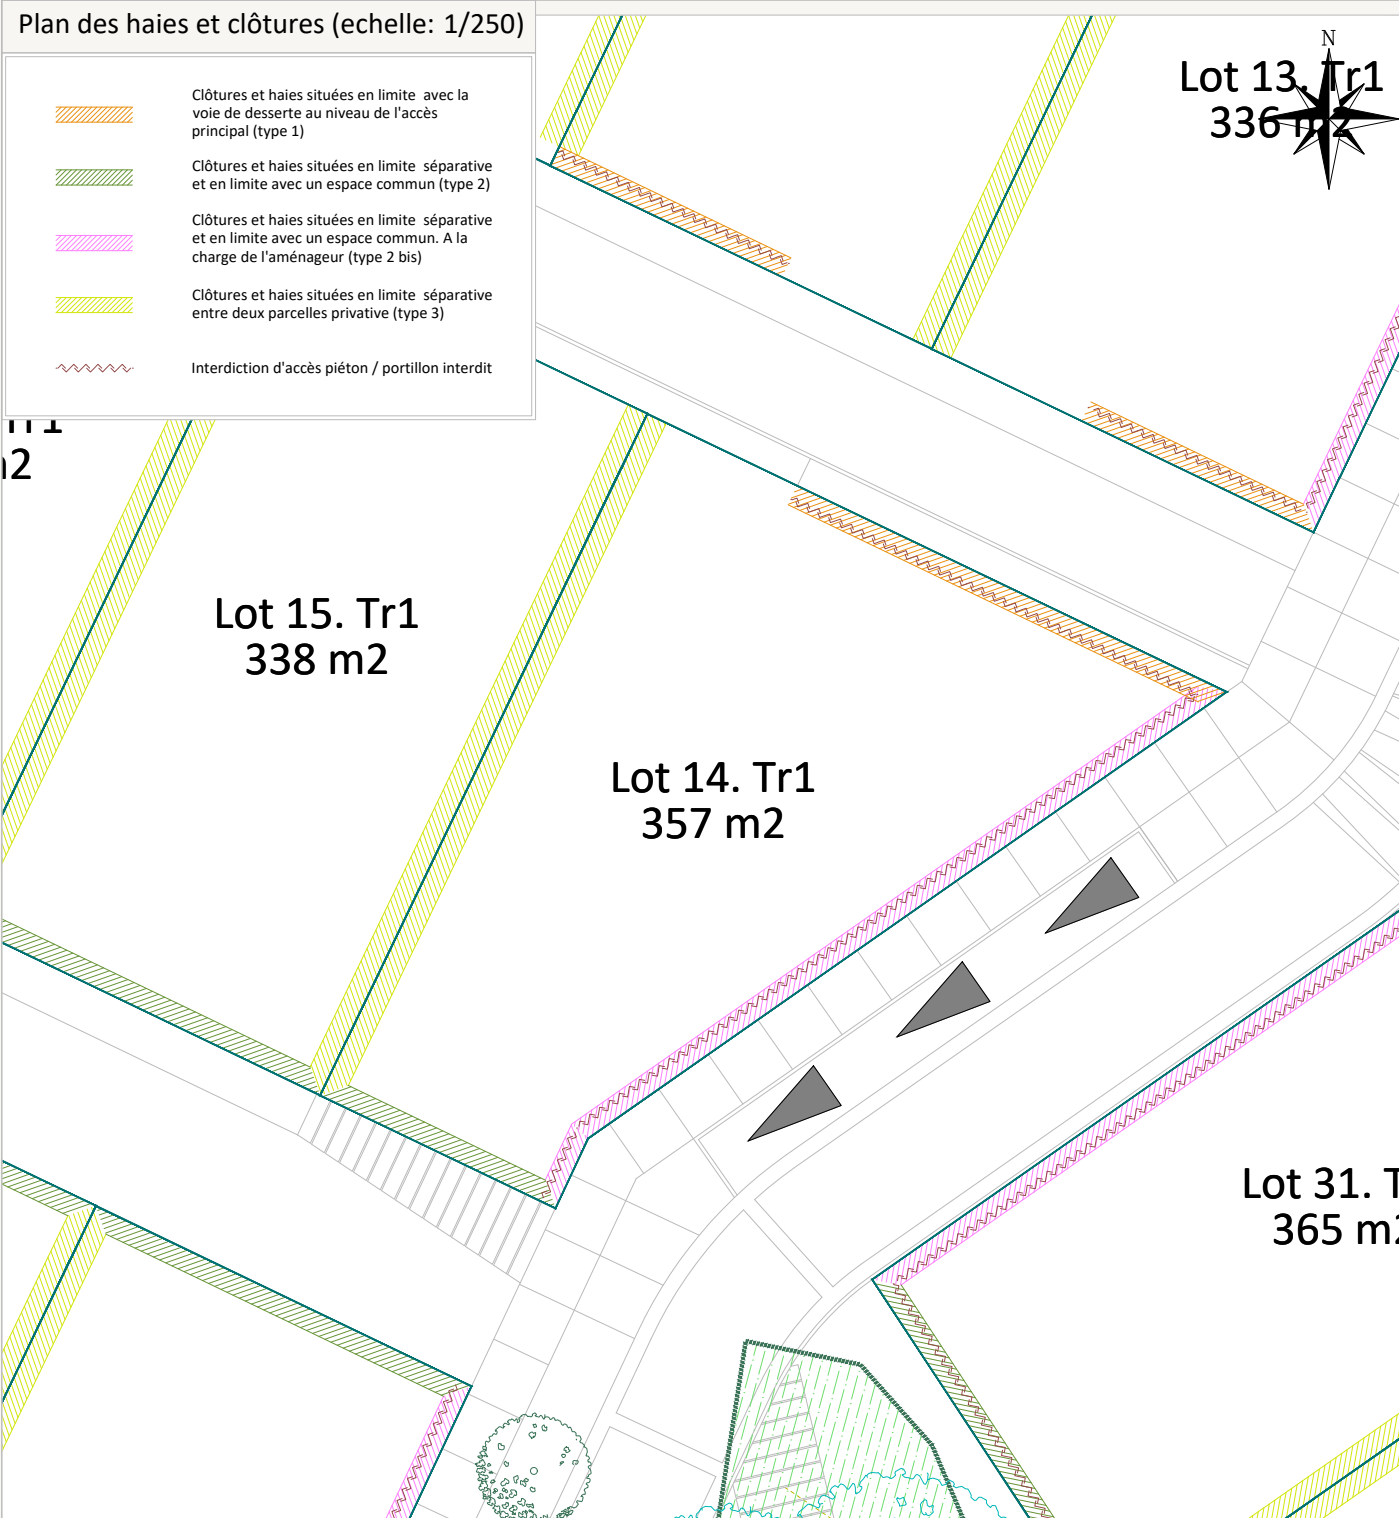 Plan des haies et clôtures (echelle: 1/250)
Clôtures et haies situées en limite avec la
voie de desserte au niveau de l'accès
principal (type 1)
Clôtures et haies situées en limite séparative
et en limite avec un espace commun (type 2)
Clôtures et haies situées en limite séparative
et en limite avec un espace commun. A la
charge de l'aménageur (type 2 bis)
Clôtures et haies situées en limite séparative
entre deux parcelles privative (type 3)
Interdiction d'accès piéton / portillon interdit
N
Lot 13. Tr1
336 m2
Lot 15. Tr1
338 m2
Lot 14. Tr1
357 m2
Lot 31.
365